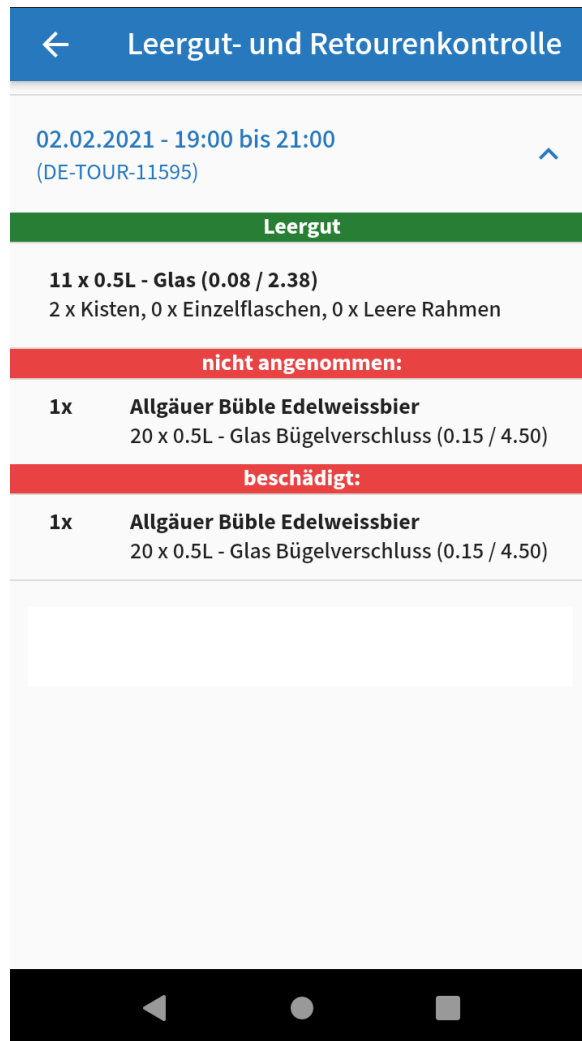 Leergut- und Retourenkontrolle
02.02.2021 - 19:00 bis 21:00
(DE-TOUR-11595)
Leergut
11 x 0.5L - Glas (0.08 / 2.38)
2 x Kisten, 0 x Einzelflaschen, 0 x Leere Rahmen
nicht angenommen:
1x Allgäuer Büble Edelweissbier
20 x 0.5L - Glas Bügelverschluss (0.15 / 4.50)
beschädigt:
1x Allgäuer Büble Edelweissbier
20 x 0.5L - Glas Bügelverschluss (0.15 / 4.50)